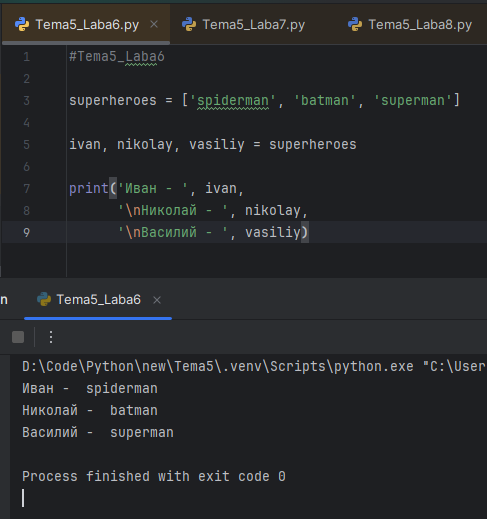 Tema5_Laba6.py × Tema5_Laba7.py Tema5_Laba8.py
1 #Tema5_Laba6
2
3 superheroes = ['spiderman', 'batman', 'superman']
4
5 ivan, nikolay, vasiliy = superheroes
6
7 print('Иван - ', ivan,
8 '\nНиколай - ', nikolay,
9 '\nВасилий - ', vasiliy)
n Tema5_Laba6 ×
D:\Code\Python\new\Tema5\.venv\Scripts\python.exe "C:\User
Иван -  spiderman
Николай -  batman
Василий -  superman
Process finished with exit code 0